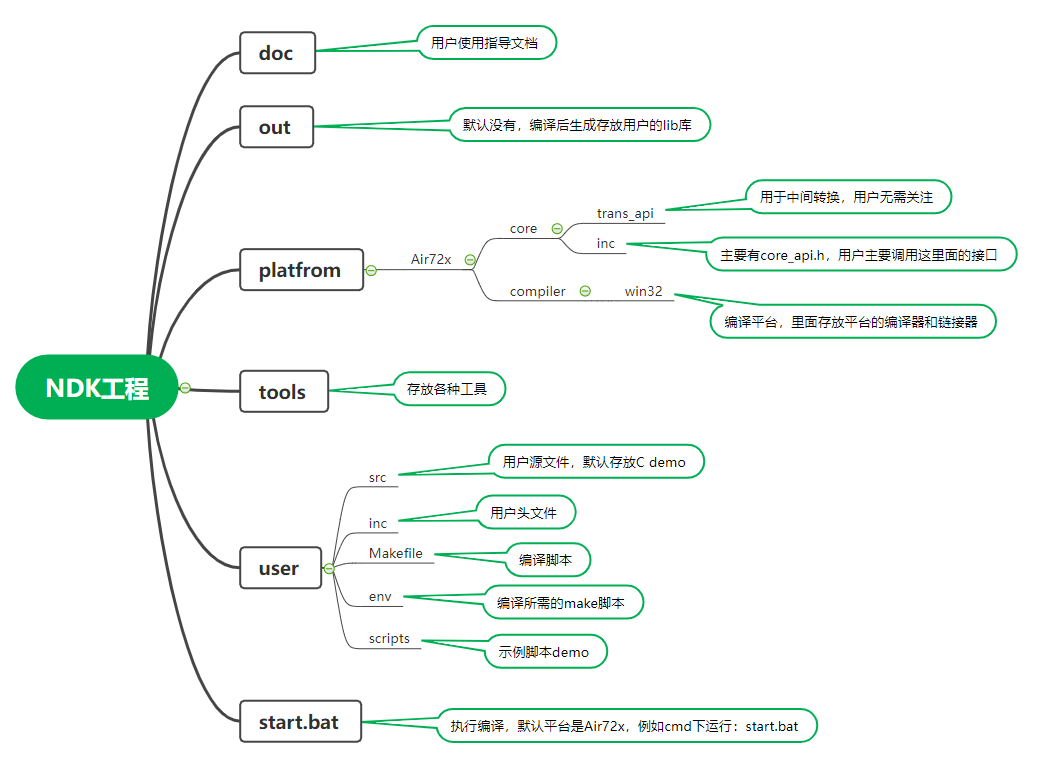 doc
用户使用指导文档
out
默认没有，编译后生成存放用户的lib库
platfrom
Air72x
core
trans_api
用于中间转换，用户无需关注
inc
主要有core_api.h，用户主要调用这里面的接口
compiler
win32
编译平台，里面存放平台的编译器和链接器
NDK工程
tools
存放各种工具
user
src
用户源文件，默认存放C demo
inc
用户头文件
Makefile
编译脚本
env
编译所需的make脚本
scripts
示例脚本demo
start.bat
执行编译，默认平台是Air72x，例如cmd下运行：start.bat